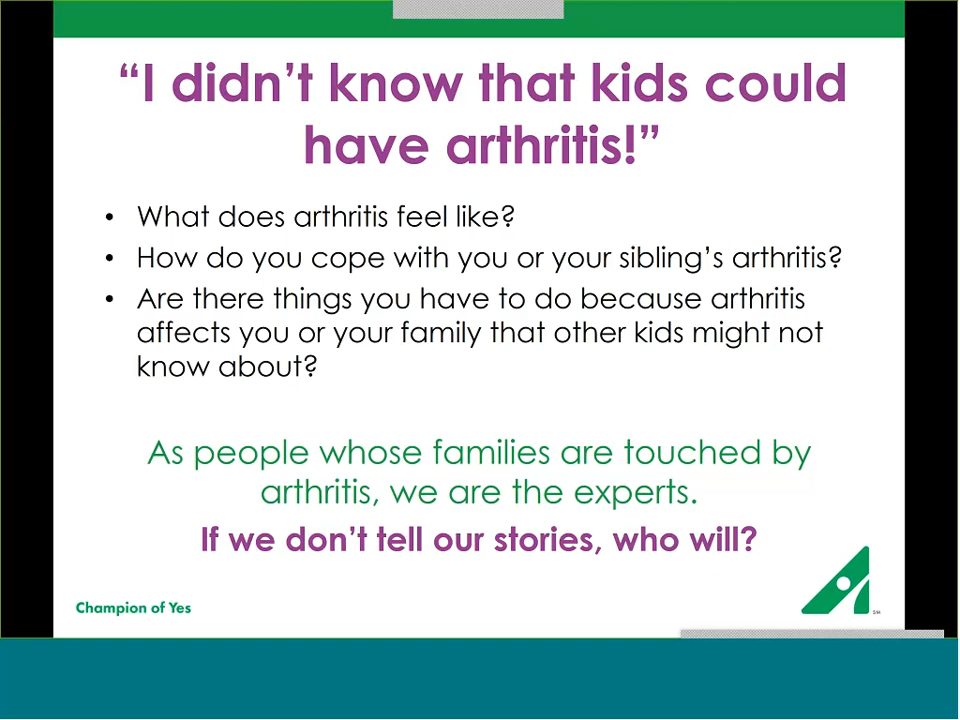 “I didn’t know that kids could
have arthritis!”
• What does arthritis feel like?
• How do you cope with you or your sibling’s arthritis?
• Are there things you have to do because arthritis
affects you or your family that other kids might not
know about?
As people whose families are touched by
arthritis, we are the experts.
If we don’t tell our stories, who will?
Champion of Yes
SM